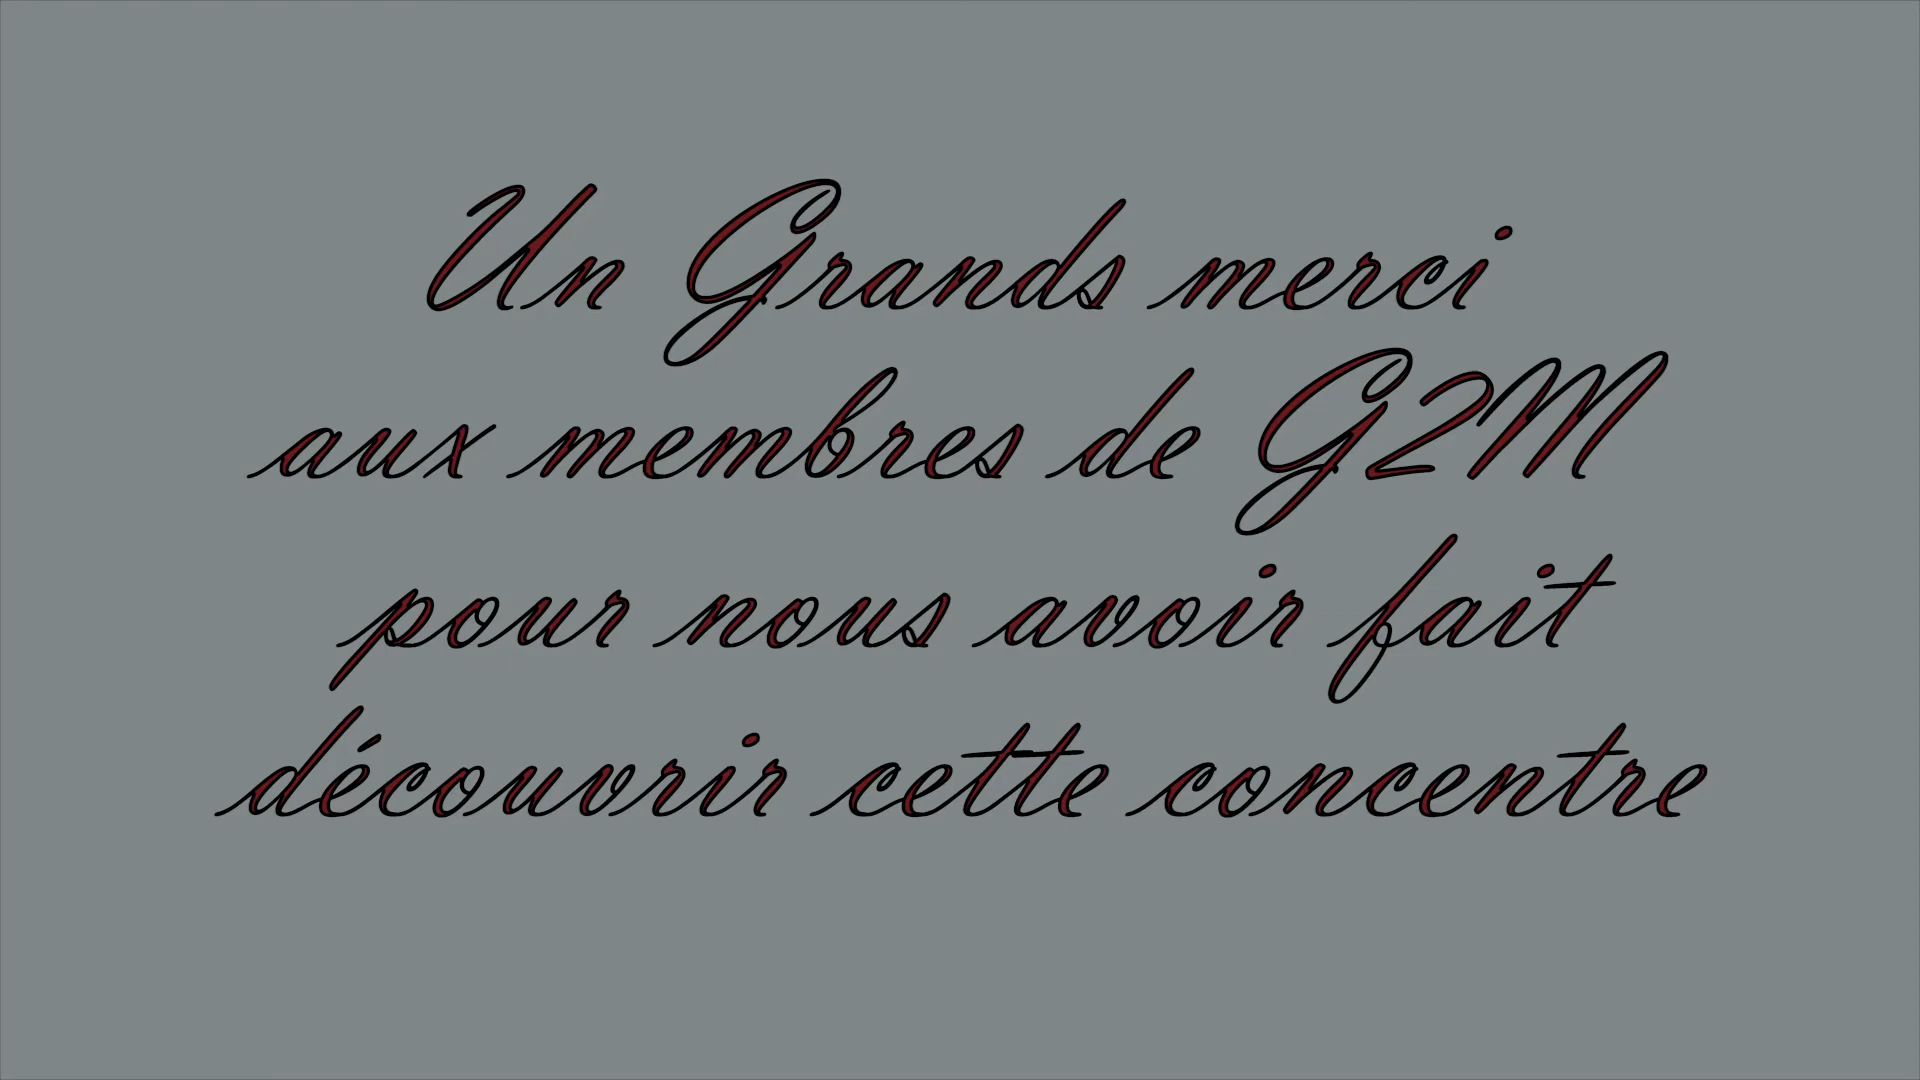 Un Grands merci
aux membres de G2M
pour nous avoir fait
découvrir cette concentre